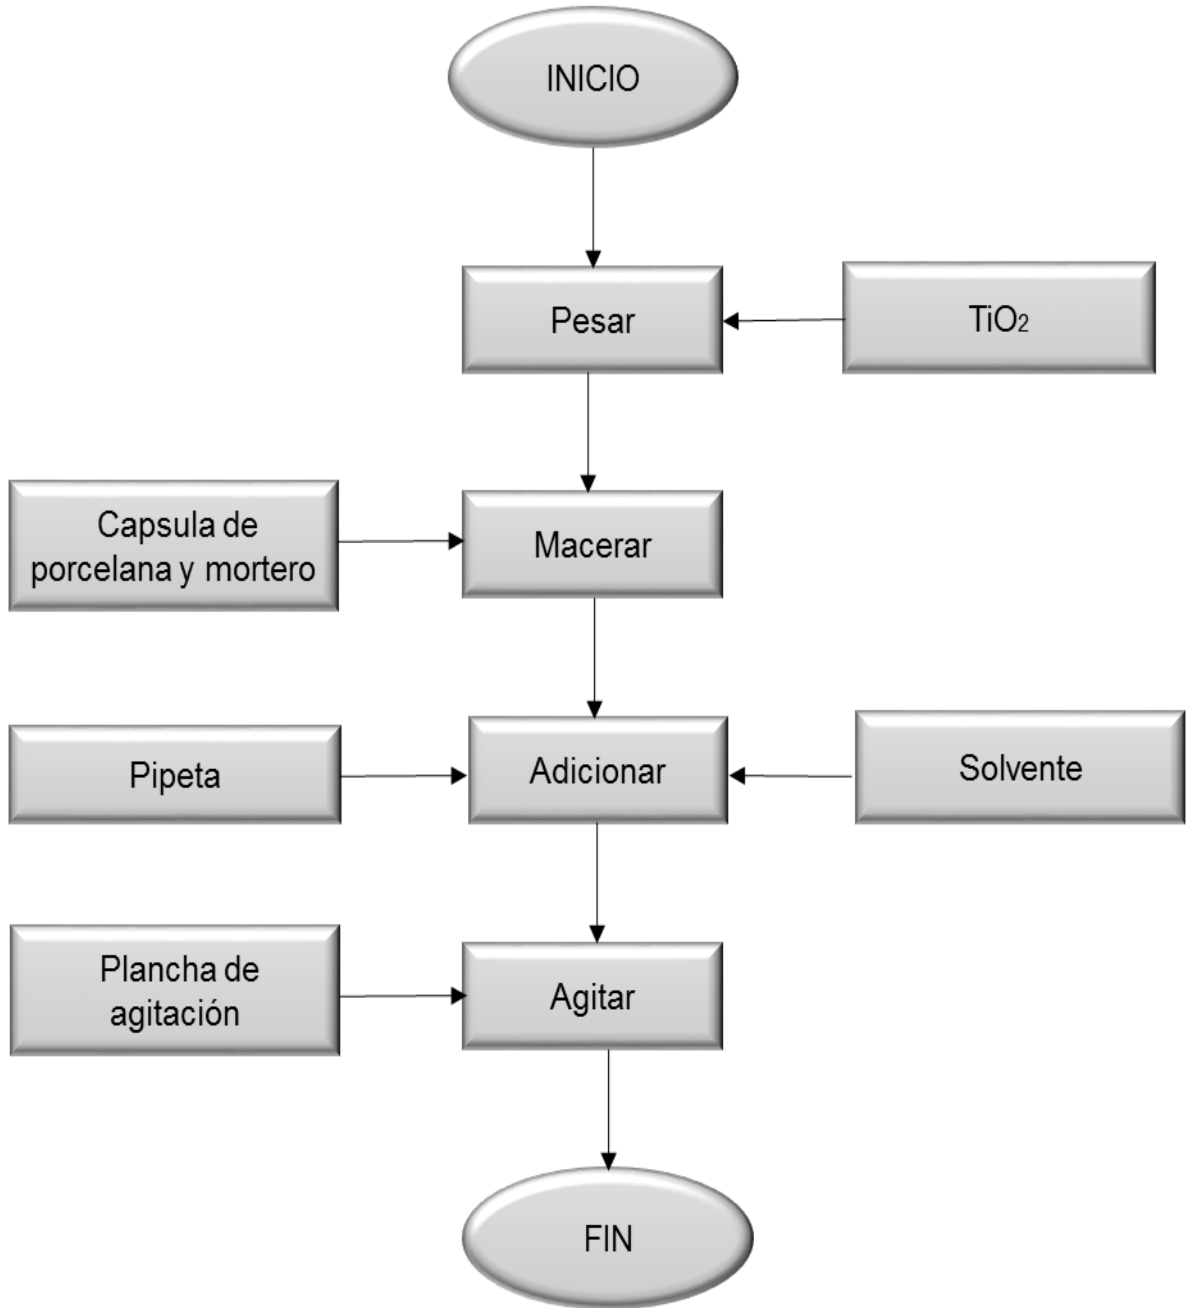 INICIO
Pesar
TiO₂
Capsula de
porcelana y mortero
Macerar
Pipeta
Adicionar
Solvente
Plancha de
agitación
Agitar
FIN